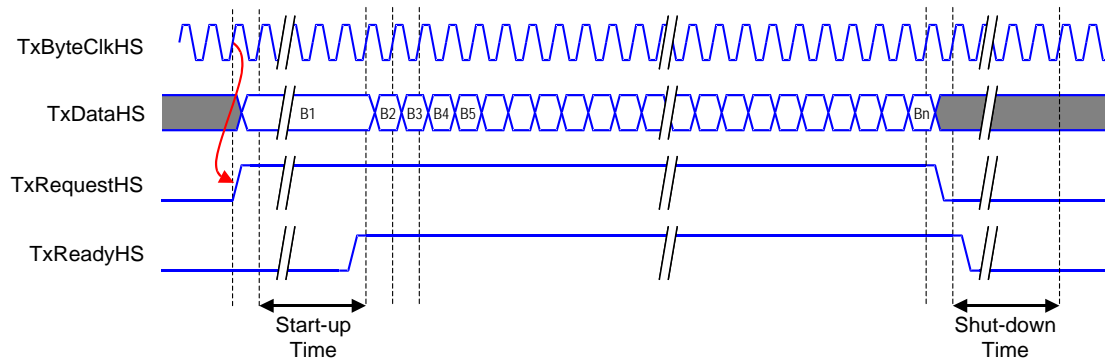 TxByteClkHS
TxDataHS
B1
B2
B3
B4
B5
Bn
TxRequestHS
TxReadyHS
Start-up
Time
Shut-down
Time